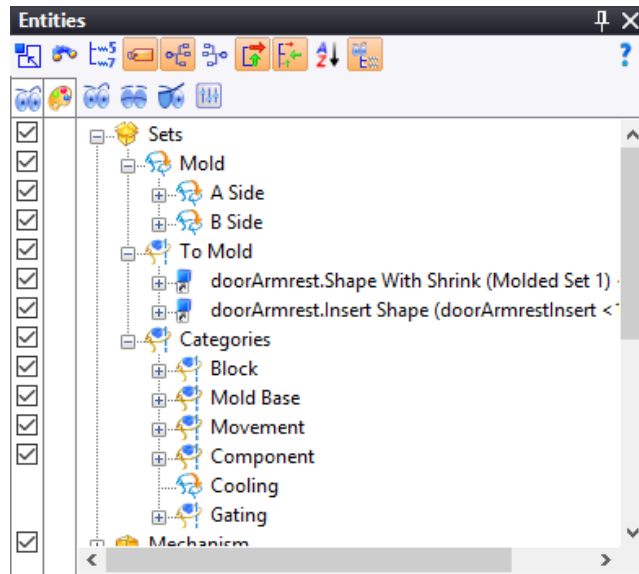 Entities
Sets
Mold
A Side
B Side
To Mold
doorArmrest.Shape With Shrink (Molded Set 1)
doorArmrest.Insert Shape (doorArmrestInsert <
Categories
Block
Mold Base
Movement
Component
Cooling
Gating
Mechanism